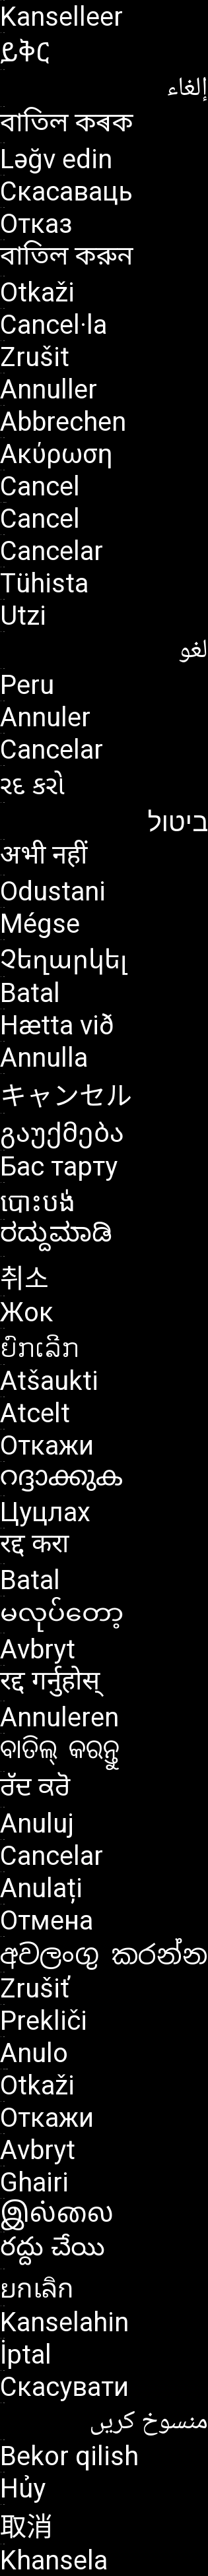 Kanselleer
ይቅር
إلغاء
বাতিল কৰক
Ləğv edin
Скасаваць
Отказ
বাতিল করুন
Otkaži
Cancel·la
Zrušit
Annuller
Abbrechen
Ακύρωση
Cancel
Cancel
Cancelar
Tühista
Utzi
لغو
Peru
Annuler
Cancelar
રદ કરો
ביטול
अभी नहीं
Odustani
Mégse
Չեղարկել
Batal
Hætta við
Annulla
キャンセル
გაუქმება
Бас тарту
បោះបង់
ರದ್ದುಮಾಡಿ
취소
Жок
ຍົກເລີກ
Atšaukti
Atcelt
Откажи
റദ്ദാക്കുക
Цуцлах
रद्द करा
Batal
မလုပ်တော့
Avbryt
रद्द गर्नुहोस्
Annuleren
ବାତିଲ୍ କରନ୍ତୁ
ਰੱਦ ਕਰੋ
Anuluj
Cancelar
Anulați
Отмена
අවලංගු කරන්න
Zrušiť
Prekliči
Anulo
Otkaži
Откажи
Avbryt
Ghairi
இல்லை
రద్దు చేయి
ยกเลิก
Kanselahin
İptal
Скасувати
منسوخ کریں
Bekor qilish
Hủy
取消
Khansela